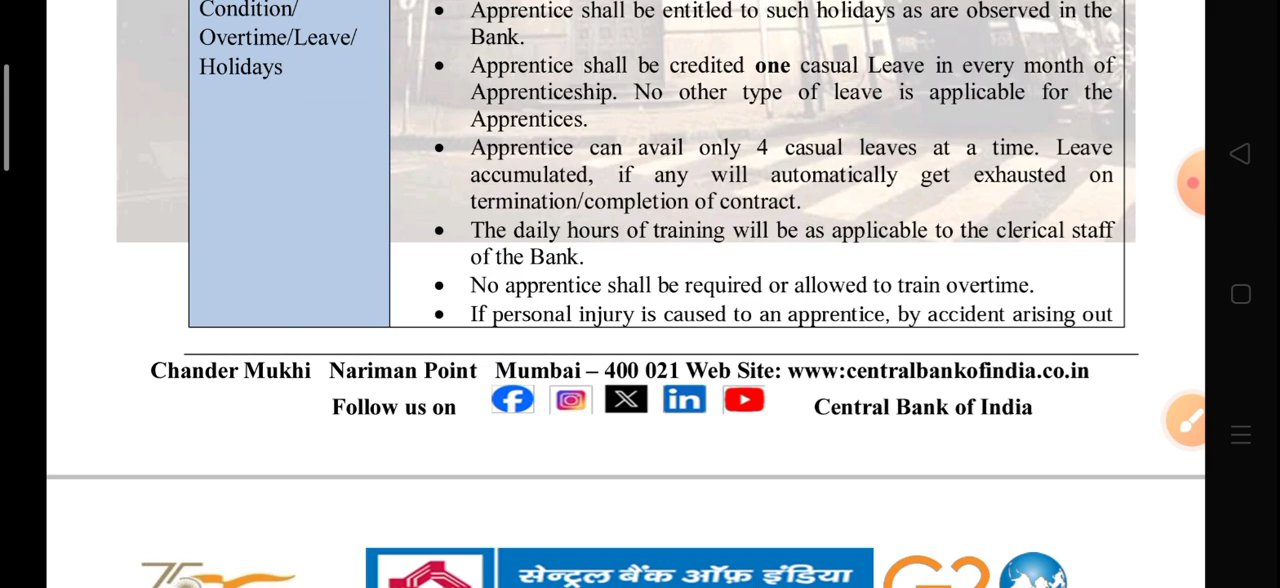 Condition/
Overtime/Leave/
Holidays
• Apprentice shall be entitled to such holidays as are observed in the
Bank.
• Apprentice shall be credited one casual Leave in every month of
Apprenticeship. No other type of leave is applicable for the
Apprentices.
• Apprentice can avail only 4 casual leaves at a time. Leave
accumulated, if any will automatically get exhausted on
termination/completion of contract.
• The daily hours of training will be as applicable to the clerical staff
of the Bank.
• No apprentice shall be required or allowed to train overtime.
• If personal injury is caused to an apprentice, by accident arising out
Chander Mukhi Nariman Point Mumbai – 400 021 Web Site: www:centralbankofindia.co.in
Follow us on Central Bank of India
75
सेन्ट्रल बैंक ऑफ़ इंडिया
G20